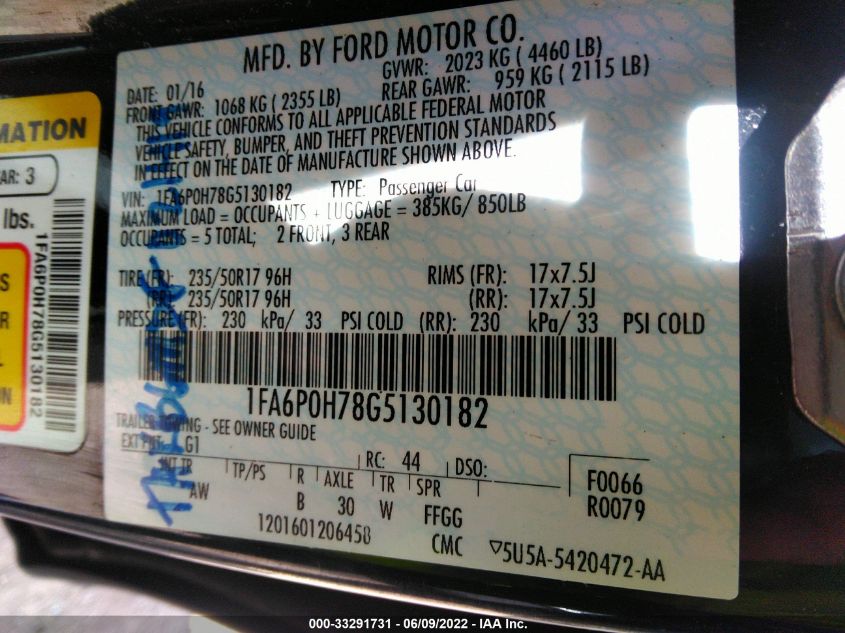 MFD. BY FORD MOTOR CO.
DATE: 01/16 GVWR: 2023 KG ( 4460 LB)
FRONT GAWR: 1068 KG ( 2355 LB) REAR GAWR: 959 KG ( 2115 LB)
THIS VEHICLE CONFORMS TO ALL APPLICABLE FEDERAL MOTOR
VEHICLE SAFETY, BUMPER, AND THEFT PREVENTION STANDARDS
IN EFFECT ON THE DATE OF MANUFACTURE SHOWN ABOVE.
VIN: 1FA6P0H78G5130182 TYPE: Passenger Car
MAXIMUM LOAD = OCCUPANTS + LUGGAGE = 385KG/ 850LB
OCCUPANTS = 5 TOTAL; 2 FRONT, 3 REAR
TIRE (FR): 235/50R17 96H RIMS (FR): 17x7.5J
(RR): 235/50R17 96H (RR): 17x7.5J
PRESSURE (FR): 230 kPa/ 33 PSI COLD (RR): 230 kPa/ 33 PSI COLD
1FA6P0H78G5130182
TRAILER TOWING - SEE OWNER GUIDE
EXT PNT: G1 RC: 44 DSO: F0066
INT TR TP/PS R AXLE TR SPR R0079
AW B 30 W FFGG
1201601206458 CMC ▽5U5A-5420472-AA
MATION
AR: 3
lbs.
1FA6P0H78G5130182
S
R
L
ON
000-33291731 - 06/09/2022 - IAA Inc.